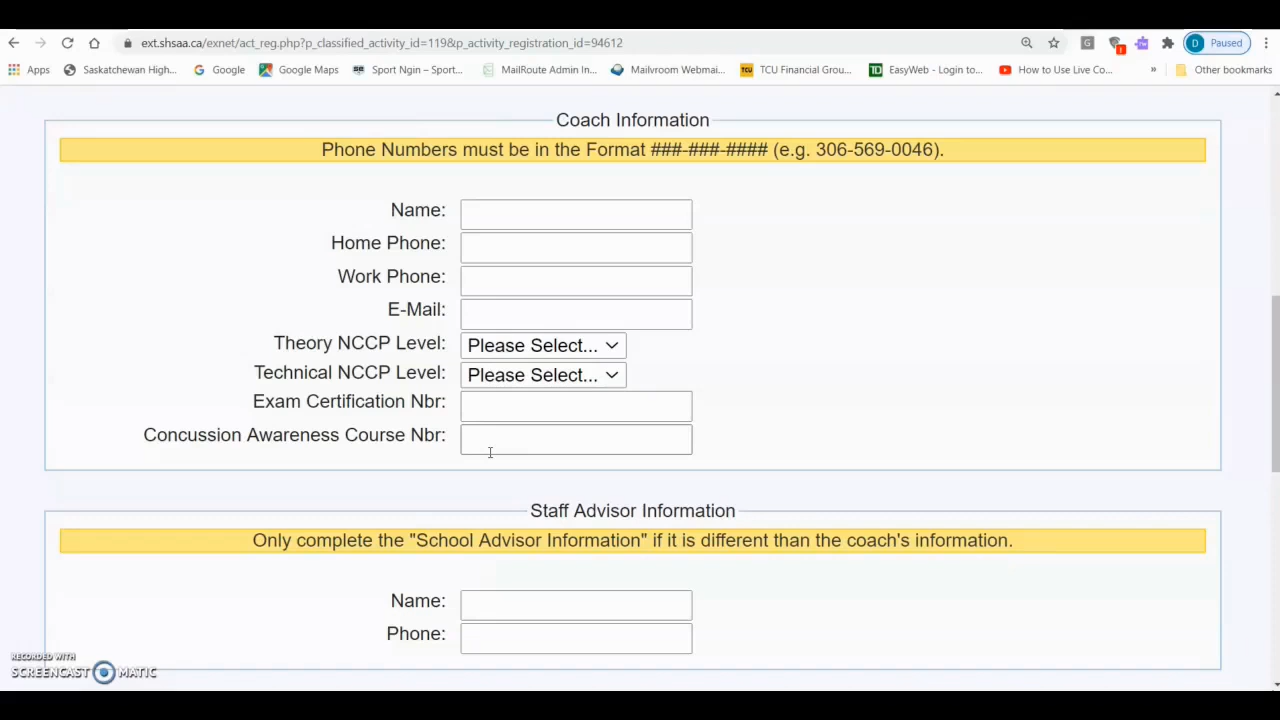 ext.shsaa.ca/exnet/act_reg.php?p_classified_activity_id=119&p_activity_registration_id=94612
G
1
D Paused
Apps Saskatchewan High... Google Google Maps Sport Ngin – Sport... MailRoute Admin In... Mailvroom Webmai... TCU Financial Grou... EasyWeb - Login to... How to Use Live Co... » Other bookmarks
Coach Information
Phone Numbers must be in the Format ###-###-#### (e.g. 306-569-0046).
Name:
Home Phone:
Work Phone:
E-Mail:
Theory NCCP Level: Please Select...
Technical NCCP Level: Please Select...
Exam Certification Nbr:
Concussion Awareness Course Nbr:
Staff Advisor Information
Only complete the "School Advisor Information" if it is different than the coach's information.
Name:
Phone:
RECORDED WITH
SCREENCAST MATIC